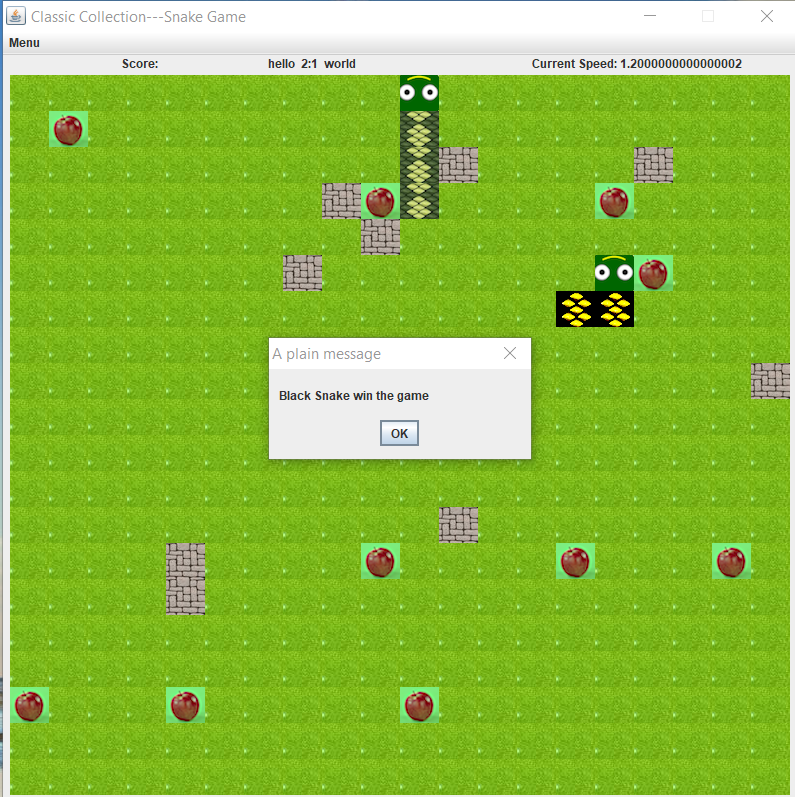 Classic Collection---Snake Game
Menu
Score: hello 2:1 world Current Speed: 1.2000000000000002
A plain message
Black Snake win the game
OK